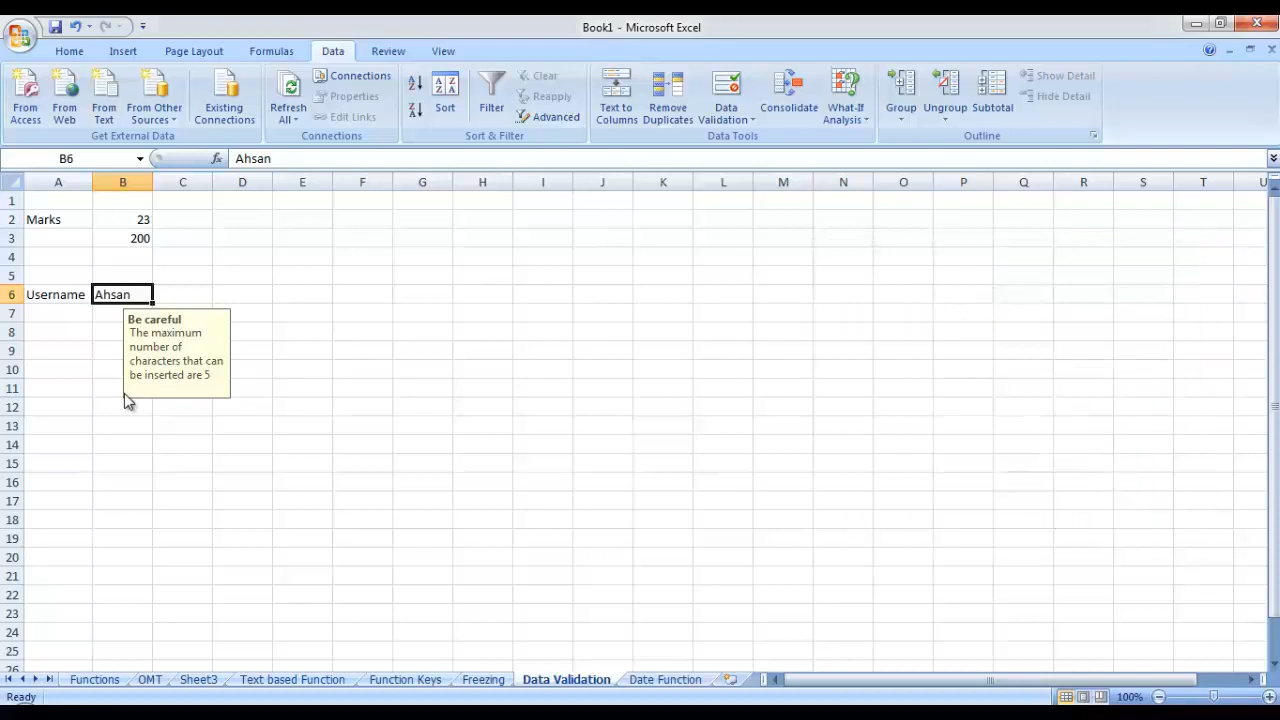 Book1 - Microsoft Excel
Home Insert Page Layout Formulas Data Review View
From Access
From Web
From Text
From Other Sources
Existing Connections
Get External Data
Refresh All
Connections
Properties
Edit Links
Connections
Sort
Filter
Clear
Reapply
Advanced
Sort & Filter
Text to Columns
Remove Duplicates
Data Validation
Consolidate
What-If Analysis
Data Tools
Group
Ungroup
Subtotal
Show Detail
Hide Detail
Outline
B6 fx Ahsan
A B C D E F G H I J K L M N O P Q R S T U
1
2 Marks 23
3 200
4
5
6 Username Ahsan
7
8
9
10
11
12
13
14
15
16
17
18
19
20
21
22
23
24
25
26
Be careful
The maximum
number of
characters that can
be inserted are 5
Functions OMT Sheet3 Text based Function Function Keys Freezing Data Validation Date Function
Ready 100%